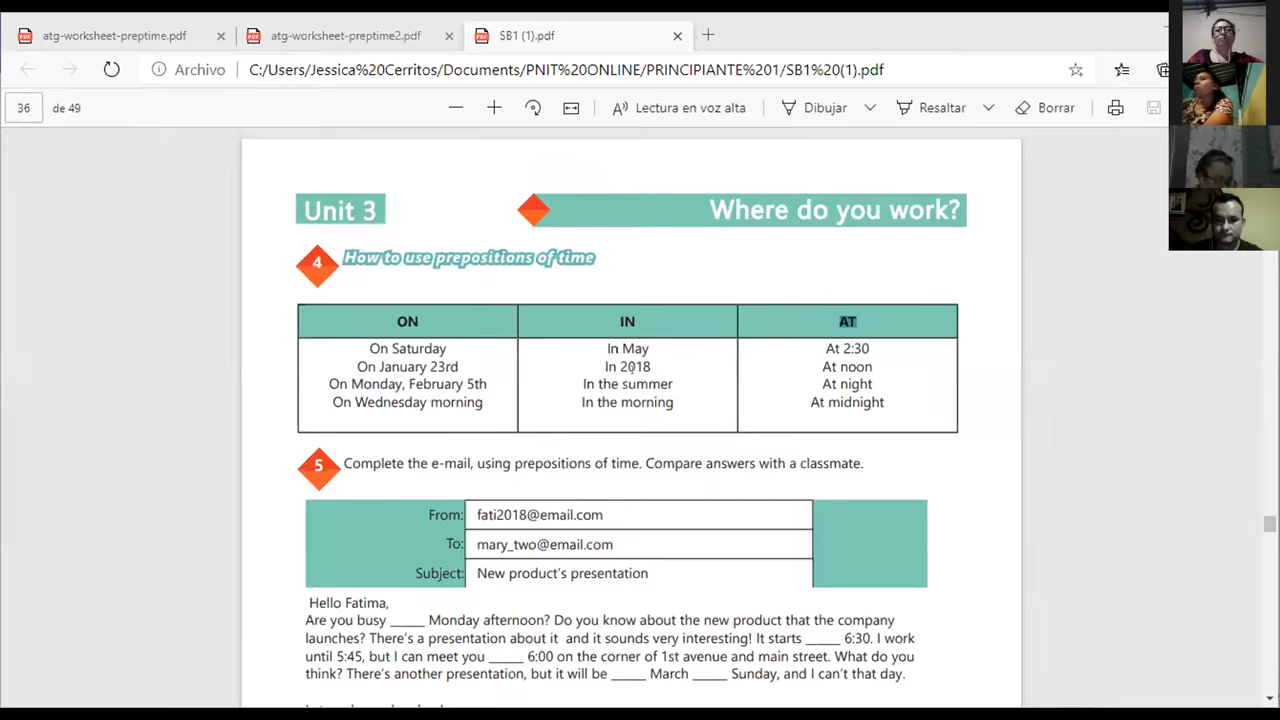 atg-worksheet-preptime.pdf
atg-worksheet-preptime2.pdf
SB1 (1).pdf
Archivo
C:/Users/Jessica%20Cerritos/Documents/PNIT%20ONLINE/PRINCIPIANTE%201/SB1%20(1).pdf
36 de 49
Lectura en voz alta
Dibujar
Resaltar
Borrar
Unit 3
Where do you work?
4 How to use prepositions of time
ON IN AT
On Saturday In May At 2:30
On January 23rd In 2018 At noon
On Monday, February 5th In the summer At night
On Wednesday morning In the morning At midnight
5 Complete the e-mail, using prepositions of time. Compare answers with a classmate.
From: fati2018@email.com
To: mary_two@email.com
Subject: New product's presentation
Hello Fatima,
Are you busy _____ Monday afternoon? Do you know about the new product that the company
launches? There's a presentation about it and it sounds very interesting! It starts _____ 6:30. I work
until 5:45, but I can meet you _____ 6:00 on the corner of 1st avenue and main street. What do you
think? There's another presentation, but it will be _____ March _____ Sunday, and I can't that day.